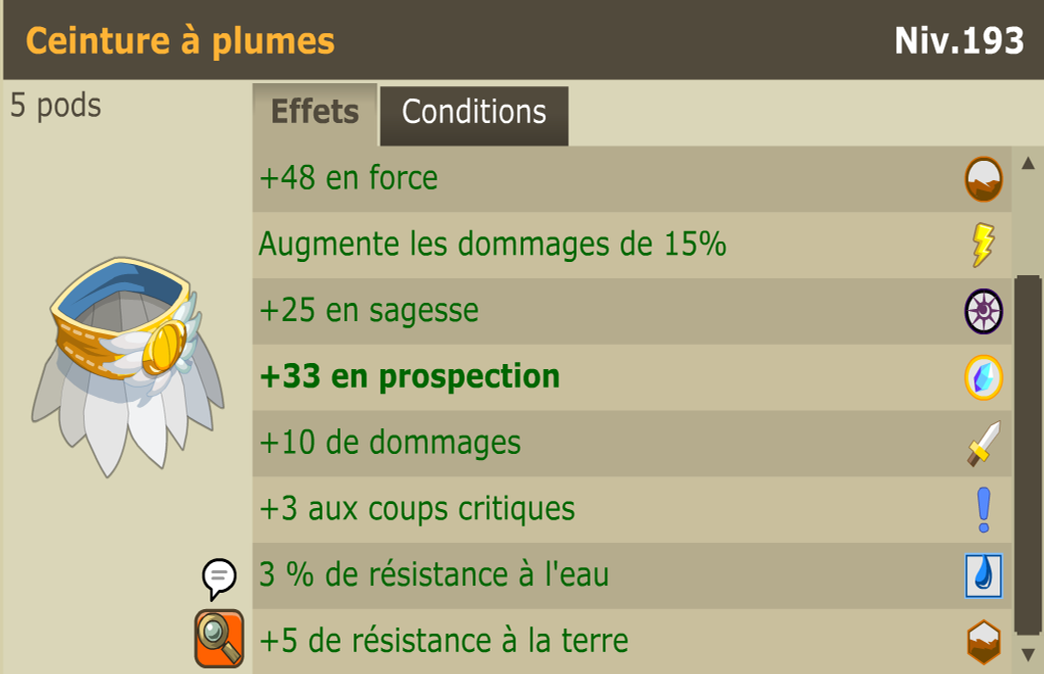 Ceinture à plumes
Niv.193
5 pods
Effets
Conditions
+48 en force
Augmente les dommages de 15%
+25 en sagesse
+33 en prospection
+10 de dommages
+3 aux coups critiques
3 % de résistance à l'eau
+5 de résistance à la terre